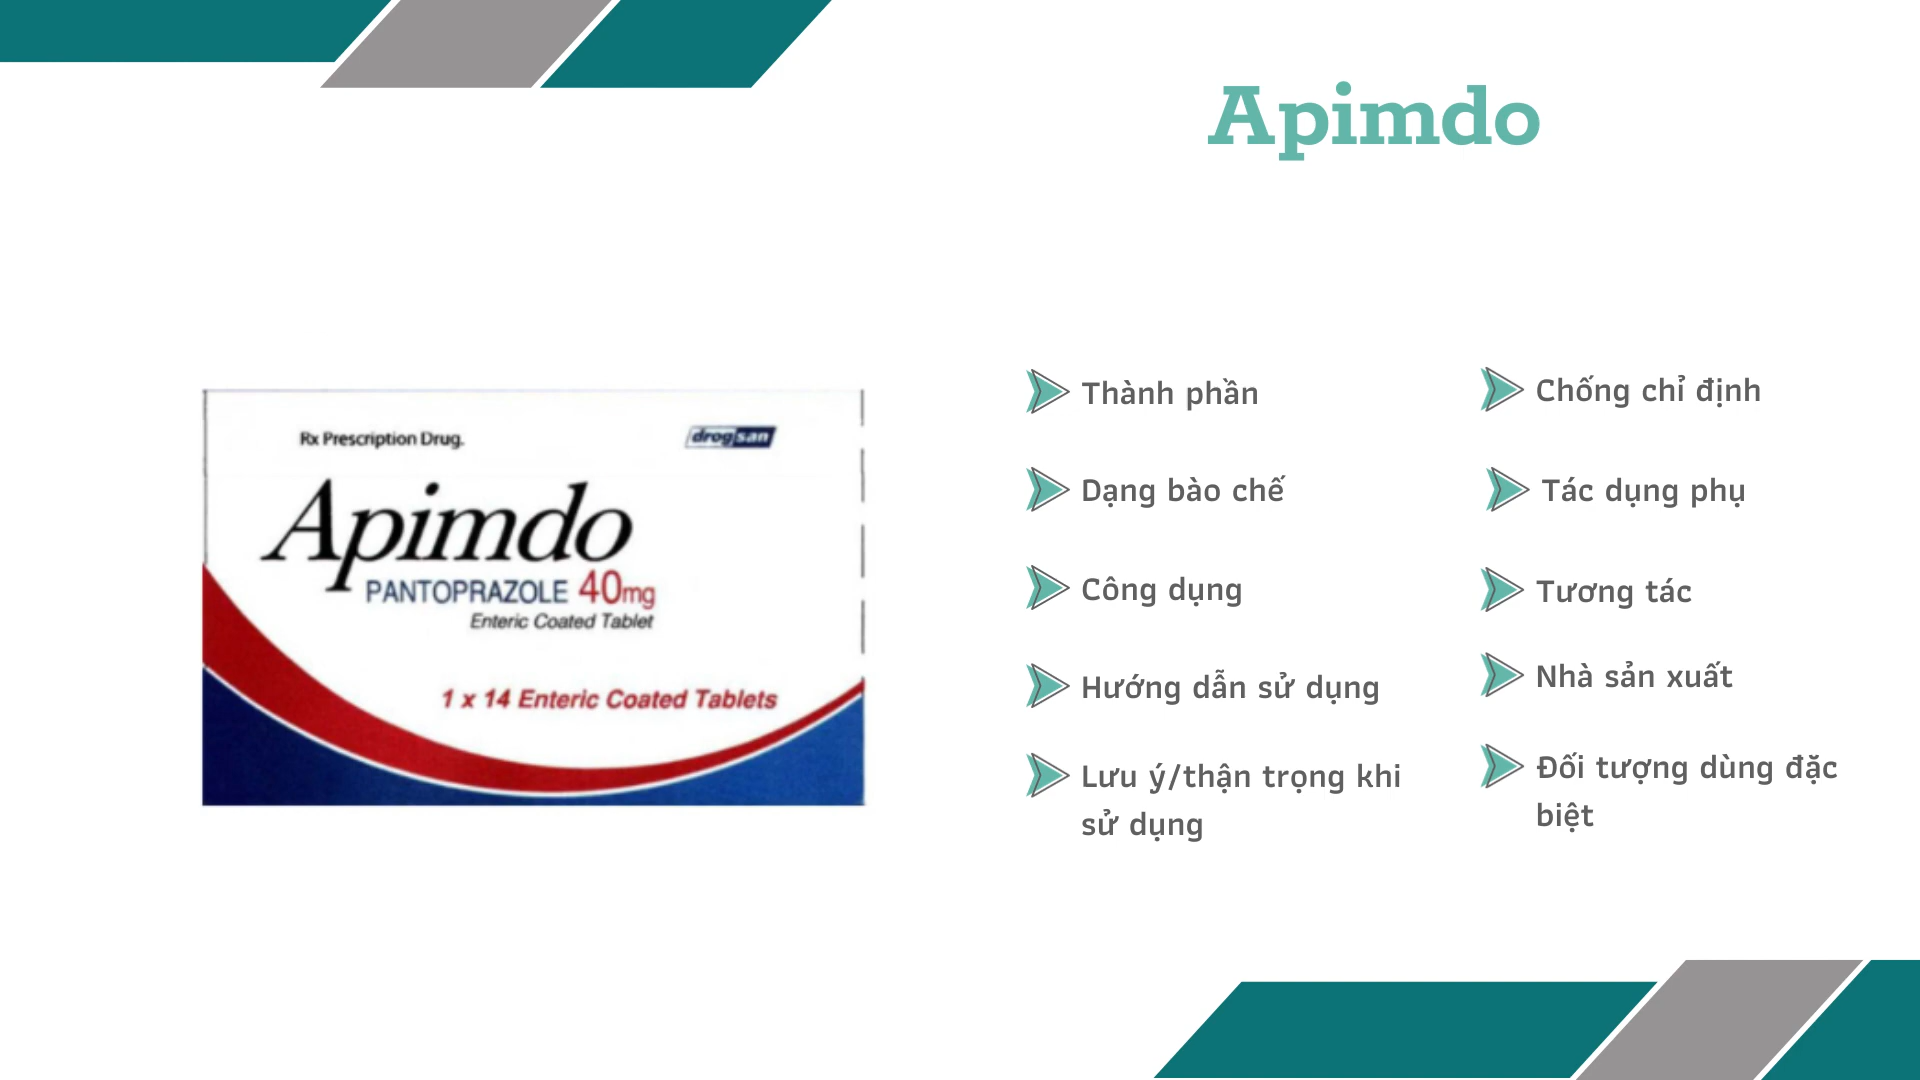 Apimdo
Rx Prescription Drug.
drogsan
Apimdo
PANTOPRAZOLE 40mg
Enteric Coated Tablet
1 x 14 Enteric Coated Tablets
Thành phần
Dạng bào chế
Công dụng
Hướng dẫn sử dụng
Lưu ý/thận trọng khi
sử dụng
Chống chỉ định
Tác dụng phụ
Tương tác
Nhà sản xuất
Đối tượng dùng đặc
biệt